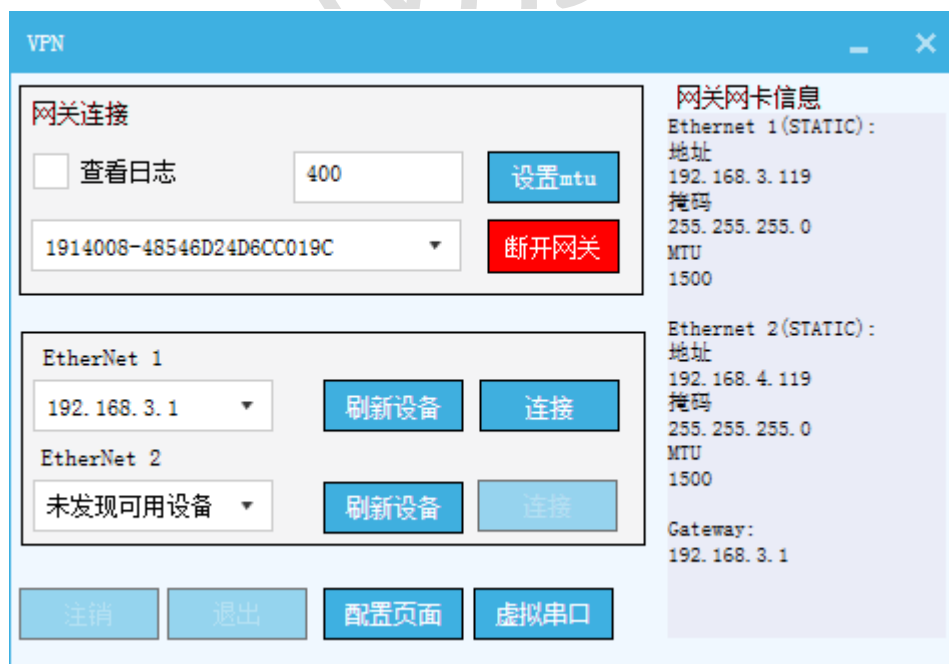 VPN
网关连接
查看日志
400
设置mtu
1914008-48546D24D6CC019C
断开网关
EtherNet 1
192.168.3.1
刷新设备
连接
EtherNet 2
未发现可用设备
刷新设备
连接
注销
退出
配置页面
虚拟串口
网关网卡信息
Ethernet 1(STATIC):
地址
192.168.3.119
掩码
255.255.255.0
MTU
1500
Ethernet 2(STATIC):
地址
192.168.4.119
掩码
255.255.255.0
MTU
1500
Gateway:
192.168.3.1